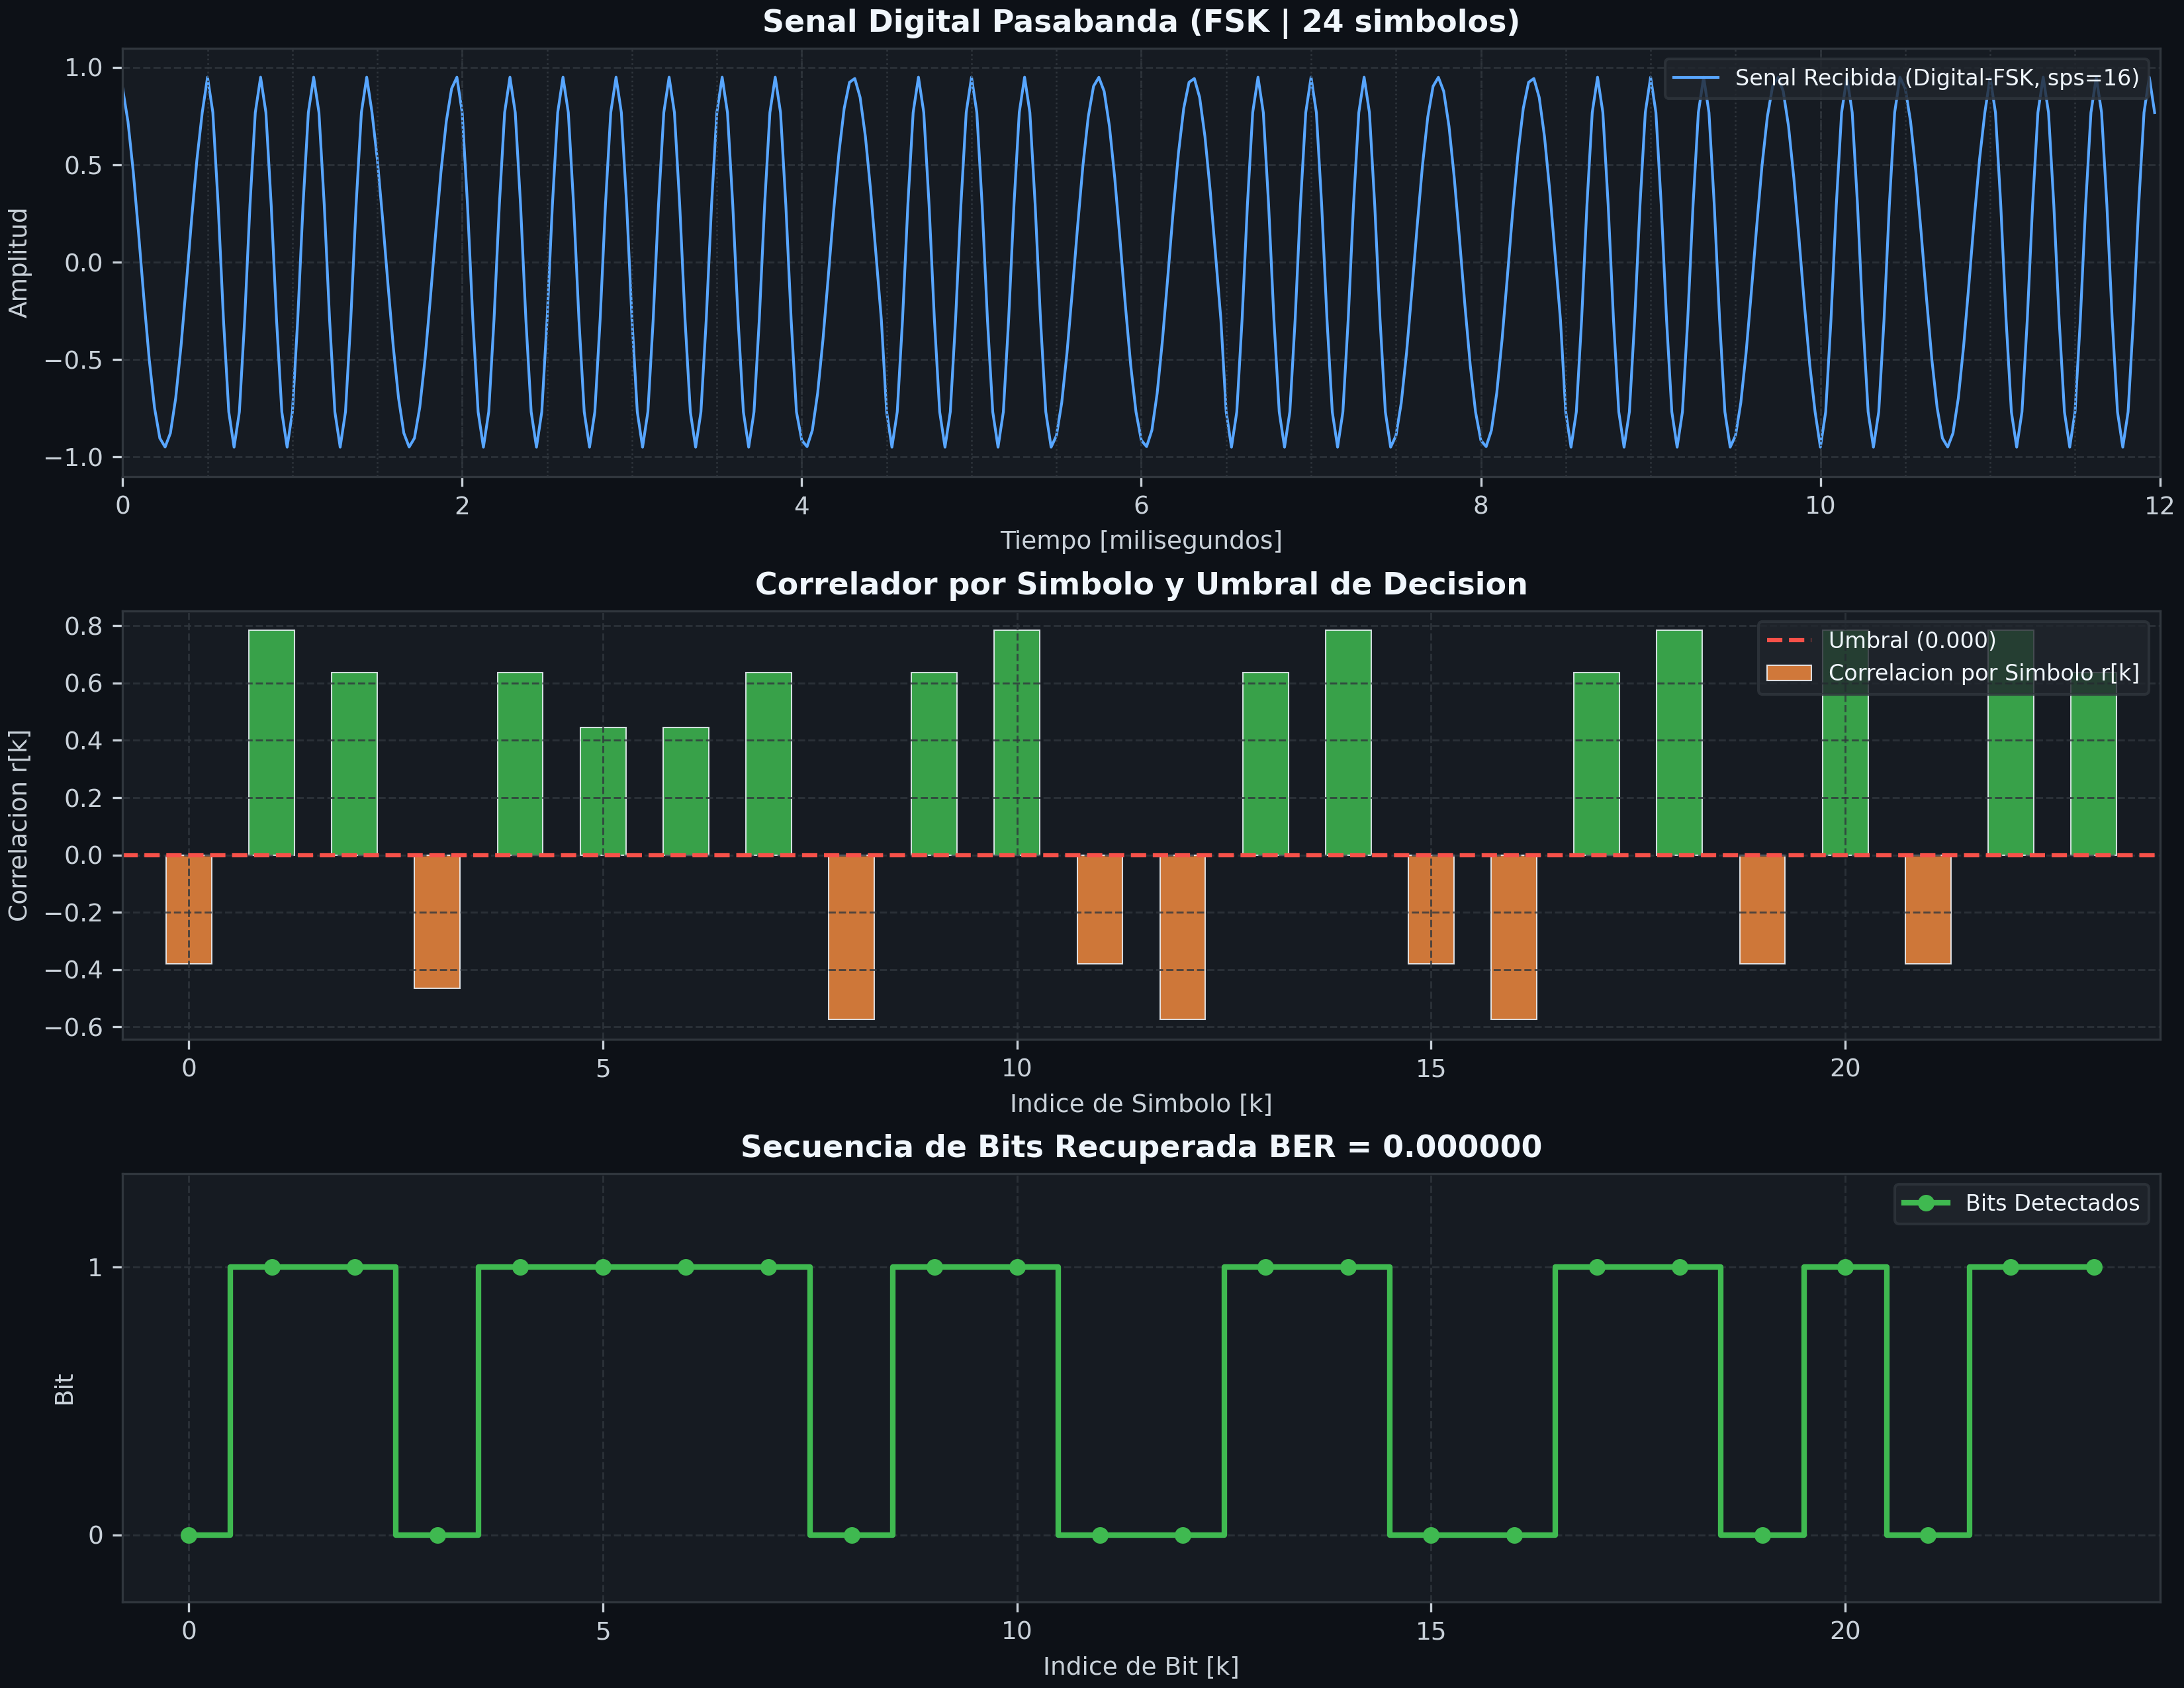 Senal Digital Pasabanda (FSK | 24 simbolos)
Senal Recibida (Digital-FSK, sps=16)
Amplitud
1.0
0.5
0.0
−0.5
−1.0
0 2 4 6 8 10 12
Tiempo [milisegundos]
Correlador por Simbolo y Umbral de Decision
Umbral (0.000)
Correlacion por Simbolo r[k]
Correlacion r[k]
0.8
0.6
0.4
0.2
0.0
−0.2
−0.4
−0.6
0 5 10 15 20
Indice de Simbolo [k]
Secuencia de Bits Recuperada BER = 0.000000
Bits Detectados
Bit
1
0
0 5 10 15 20
Indice de Bit [k]